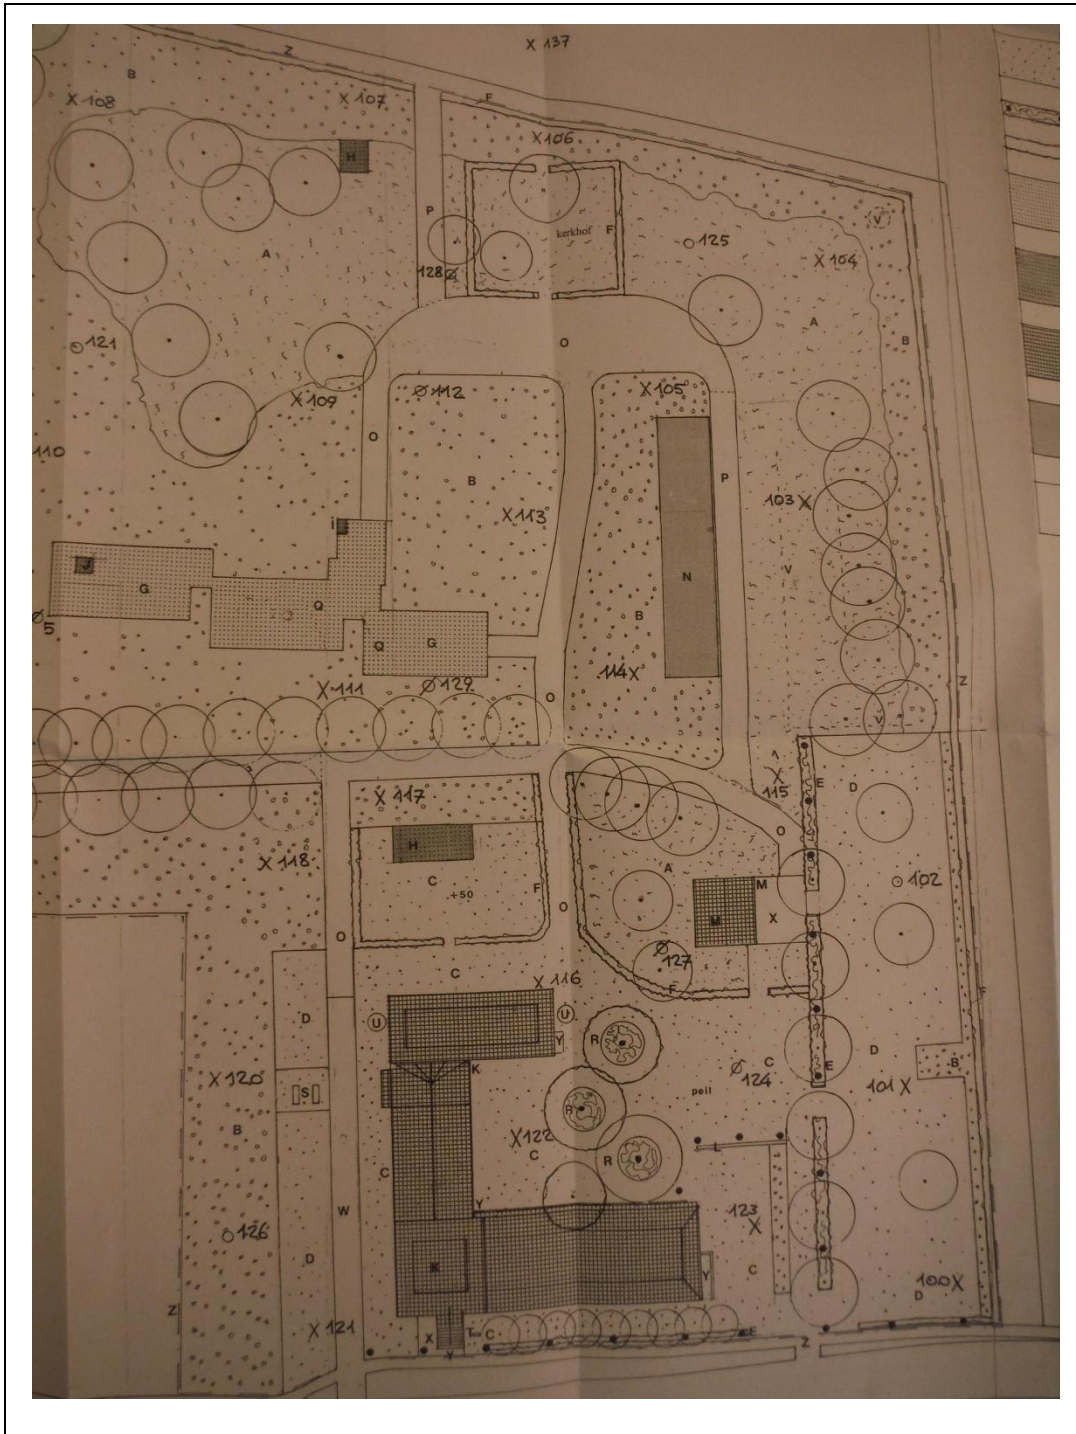 X 137
Z
B
F
X 108
X 107
X 106
H
V
P
kerkhof F
125
A
128
X 104
A
B
O
121
Ø 112
X 105
X 109
110
O
B
P
103 X
X 113
i
J
V
G
N
Q
B
5
Q G
114 X
Z
X 111
Ø 129
O
V
X
115
E
D
X 117
O
H
X 118
A
M
102
C
F
+50
M
X
O
O
127
C
X 116
F
D
U
U
Y
R
K
C
D
124
B
E
101 X
X 120
S
peil
R
B
X 122
C
L
R
C
Y
W
123
X
126
D
K
Y
C
100 X
D
Z
X 121
X
T
C
E
Z
Y